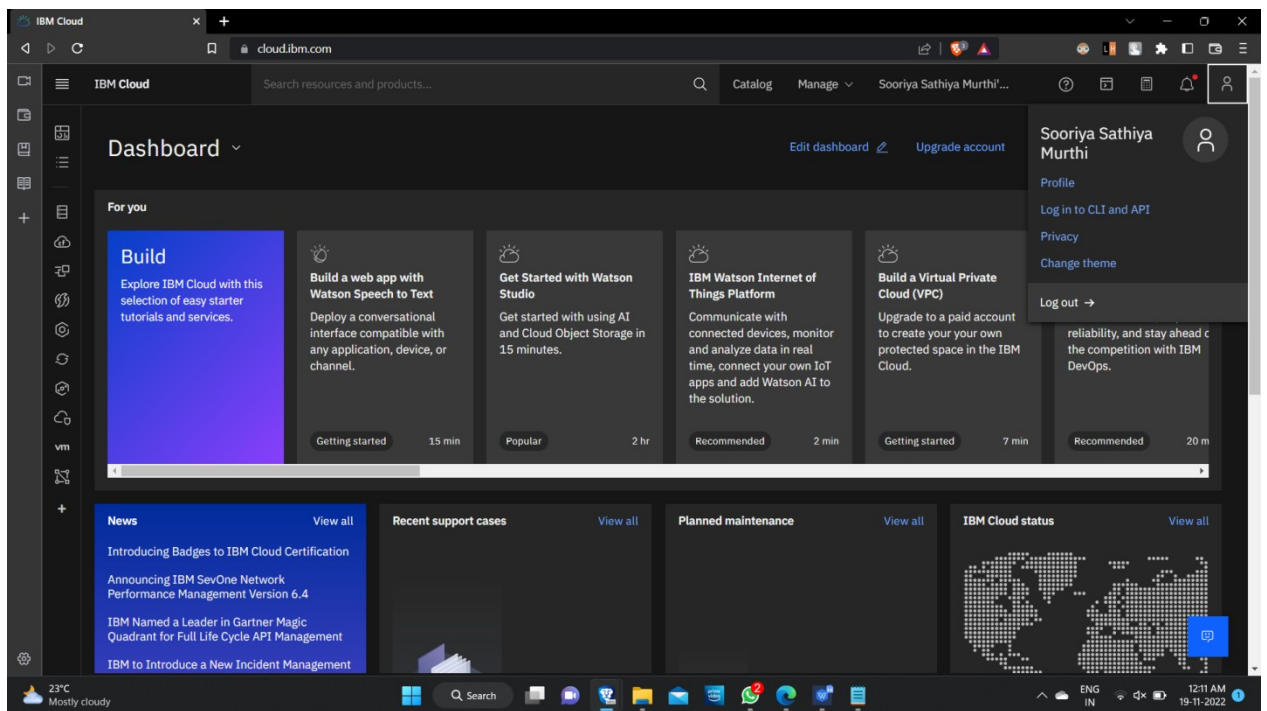 IBM Cloud
cloud.ibm.com
IBM Cloud
Search resources and products...
Catalog
Manage
Sooriya Sathiya Murthi'...
Dashboard
Edit dashboard
Upgrade account
Sooriya Sathiya
Murthi
Profile
Log in to CLI and API
Privacy
Change theme
Log out →
For you
Build
Explore IBM Cloud with this
selection of easy starter
tutorials and services.
Build a web app with
Watson Speech to Text
Deploy a conversational
interface compatible with
any application, device, or
channel.
Getting started 15 min
Get Started with Watson
Studio
Get started with using AI
and Cloud Object Storage in
15 minutes.
Popular 2 hr
IBM Watson Internet of
Things Platform
Communicate with
connected devices, monitor
and analyze data in real
time, connect your own IoT
apps and add Watson AI to
the solution.
Recommended 2 min
Build a Virtual Private
Cloud (VPC)
Upgrade to a paid account
to create your your own
protected space in the IBM
Cloud.
Getting started 7 min
reliability, and stay ahead
the competition with IBM
DevOps.
Recommended 20 m
vm
News View all
Introducing Badges to IBM Cloud Certification
Announcing IBM SevOne Network
Performance Management Version 6.4
IBM Named a Leader in Gartner Magic
Quadrant for Full Life Cycle API Management
IBM to Introduce a New Incident Management
Recent support cases View all
Planned maintenance View all
IBM Cloud status View all
23°C
Mostly cloudy
Search
2
ENG
IN
12:11 AM
19-11-2022
1